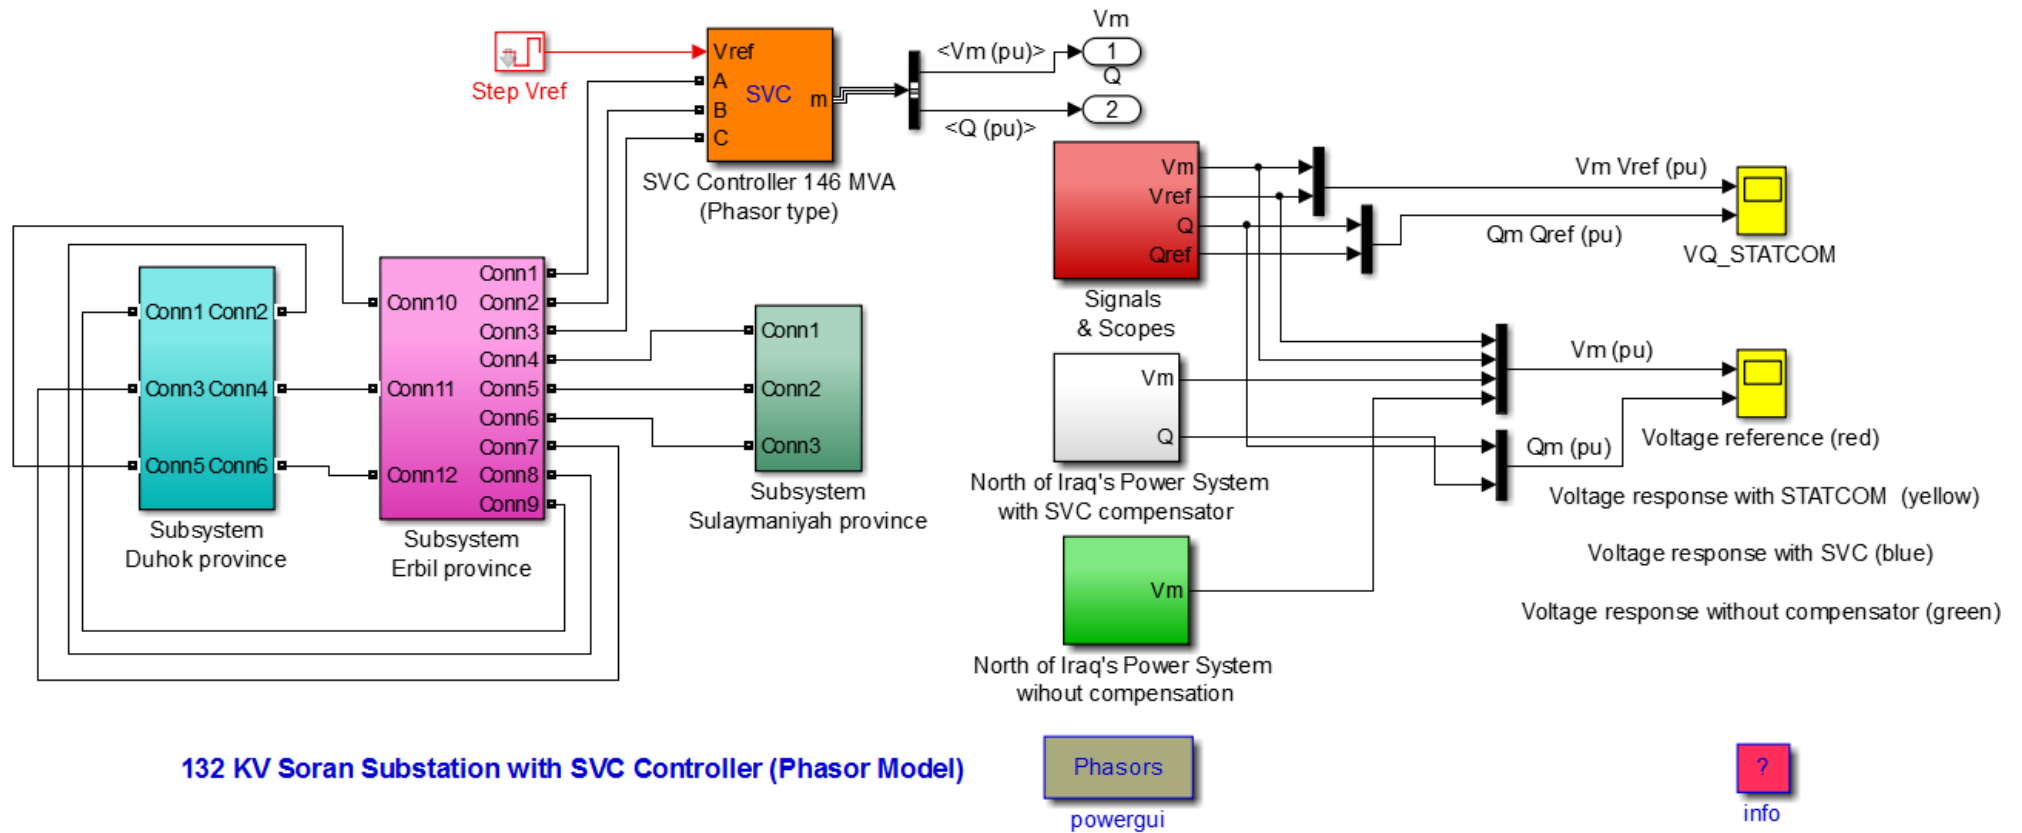 Vm
<Vm (pu)>
1
Q
2
<Q (pu)>
Step Vref
Vref
A
B
C
SVC
m
SVC Controller 146 MVA
(Phasor type)
Conn1 Conn2
Conn3 Conn4
Conn5 Conn6
Subsystem
Duhok province
Conn10
Conn11
Conn12
Conn1
Conn2
Conn3
Conn4
Conn5
Conn6
Conn7
Conn8
Conn9
Subsystem
Erbil province
Conn1
Conn2
Conn3
Subsystem
Sulaymaniyah province
Vm
Vref
Q
Qref
Signals
& Scopes
Vm Vref (pu)
Qm Qref (pu)
VQ_STATCOM
Vm
Q
North of Iraq's Power System
with SVC compensator
Vm
North of Iraq's Power System
wihout compensation
Vm (pu)
Qm (pu)
Voltage reference (red)
Voltage response with STATCOM (yellow)
Voltage response with SVC (blue)
Voltage response without compensator (green)
132 KV Soran Substation with SVC Controller (Phasor Model)
Phasors
powergui
?
info